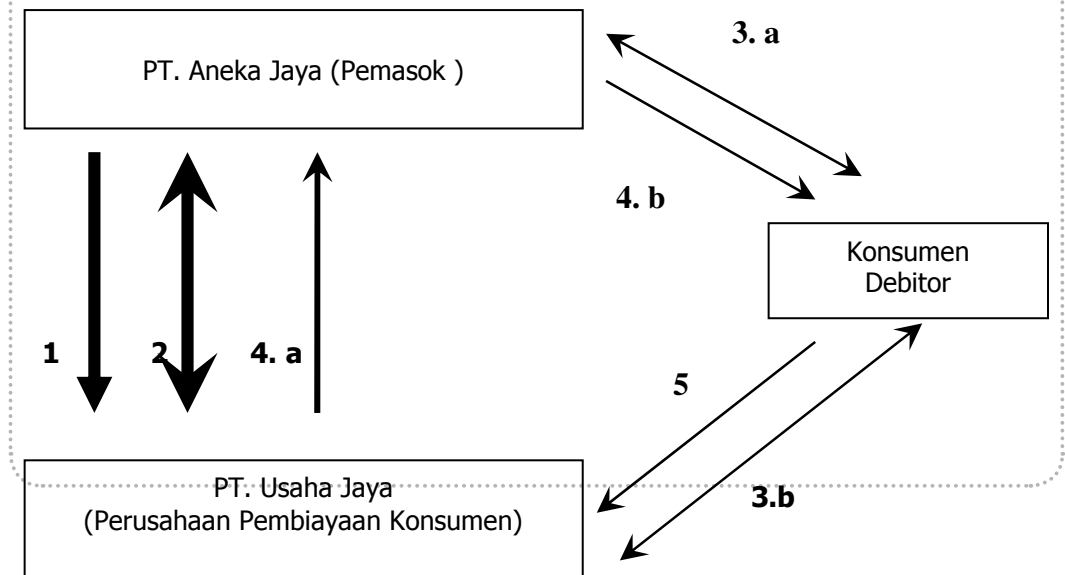 3. a
PT. Aneka Jaya (Pemasok )
4. b
Konsumen
Debitor
1
2
4. a
5
PT. Usaha Jaya
(Perusahaan Pembiayaan Konsumen)
3.b